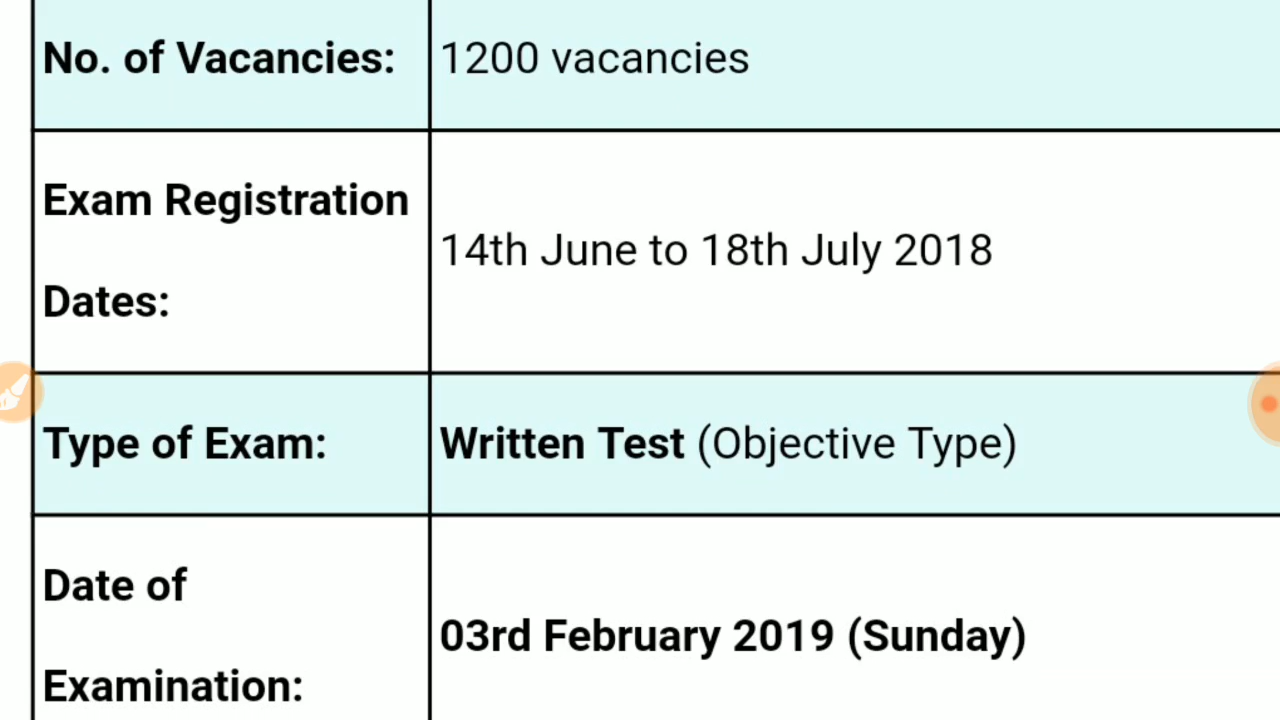 No. of Vacancies: 1200 vacancies
Exam Registration
Dates:
14th June to 18th July 2018
Type of Exam: Written Test (Objective Type)
Date of
Examination:
03rd February 2019 (Sunday)